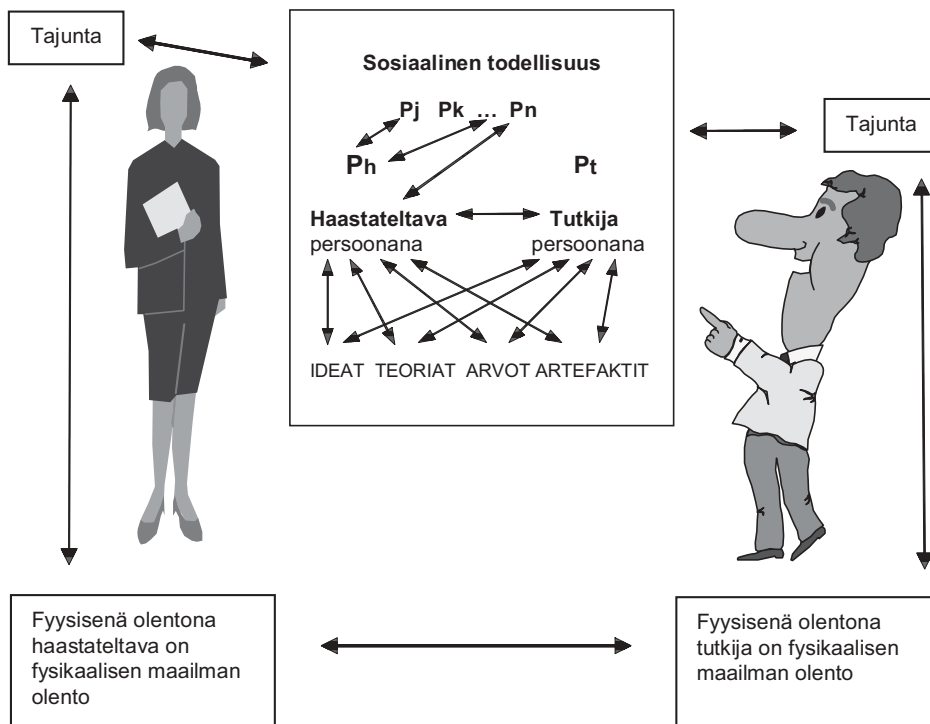 Tajunta
Sosiaalinen todellisuus
Pj Pk ... Pn
Ph Pt
Tajunta
Haastateltava Tutkija
persoonana persoonana
IDEAT TEORIAT ARVOT ARTEFAKTIT
Fyysisenä olentona
haastateltava on
fysikaalisen maailman
olento
Fyysisenä olentona
tutkija on fysikaalisen
maailman olento